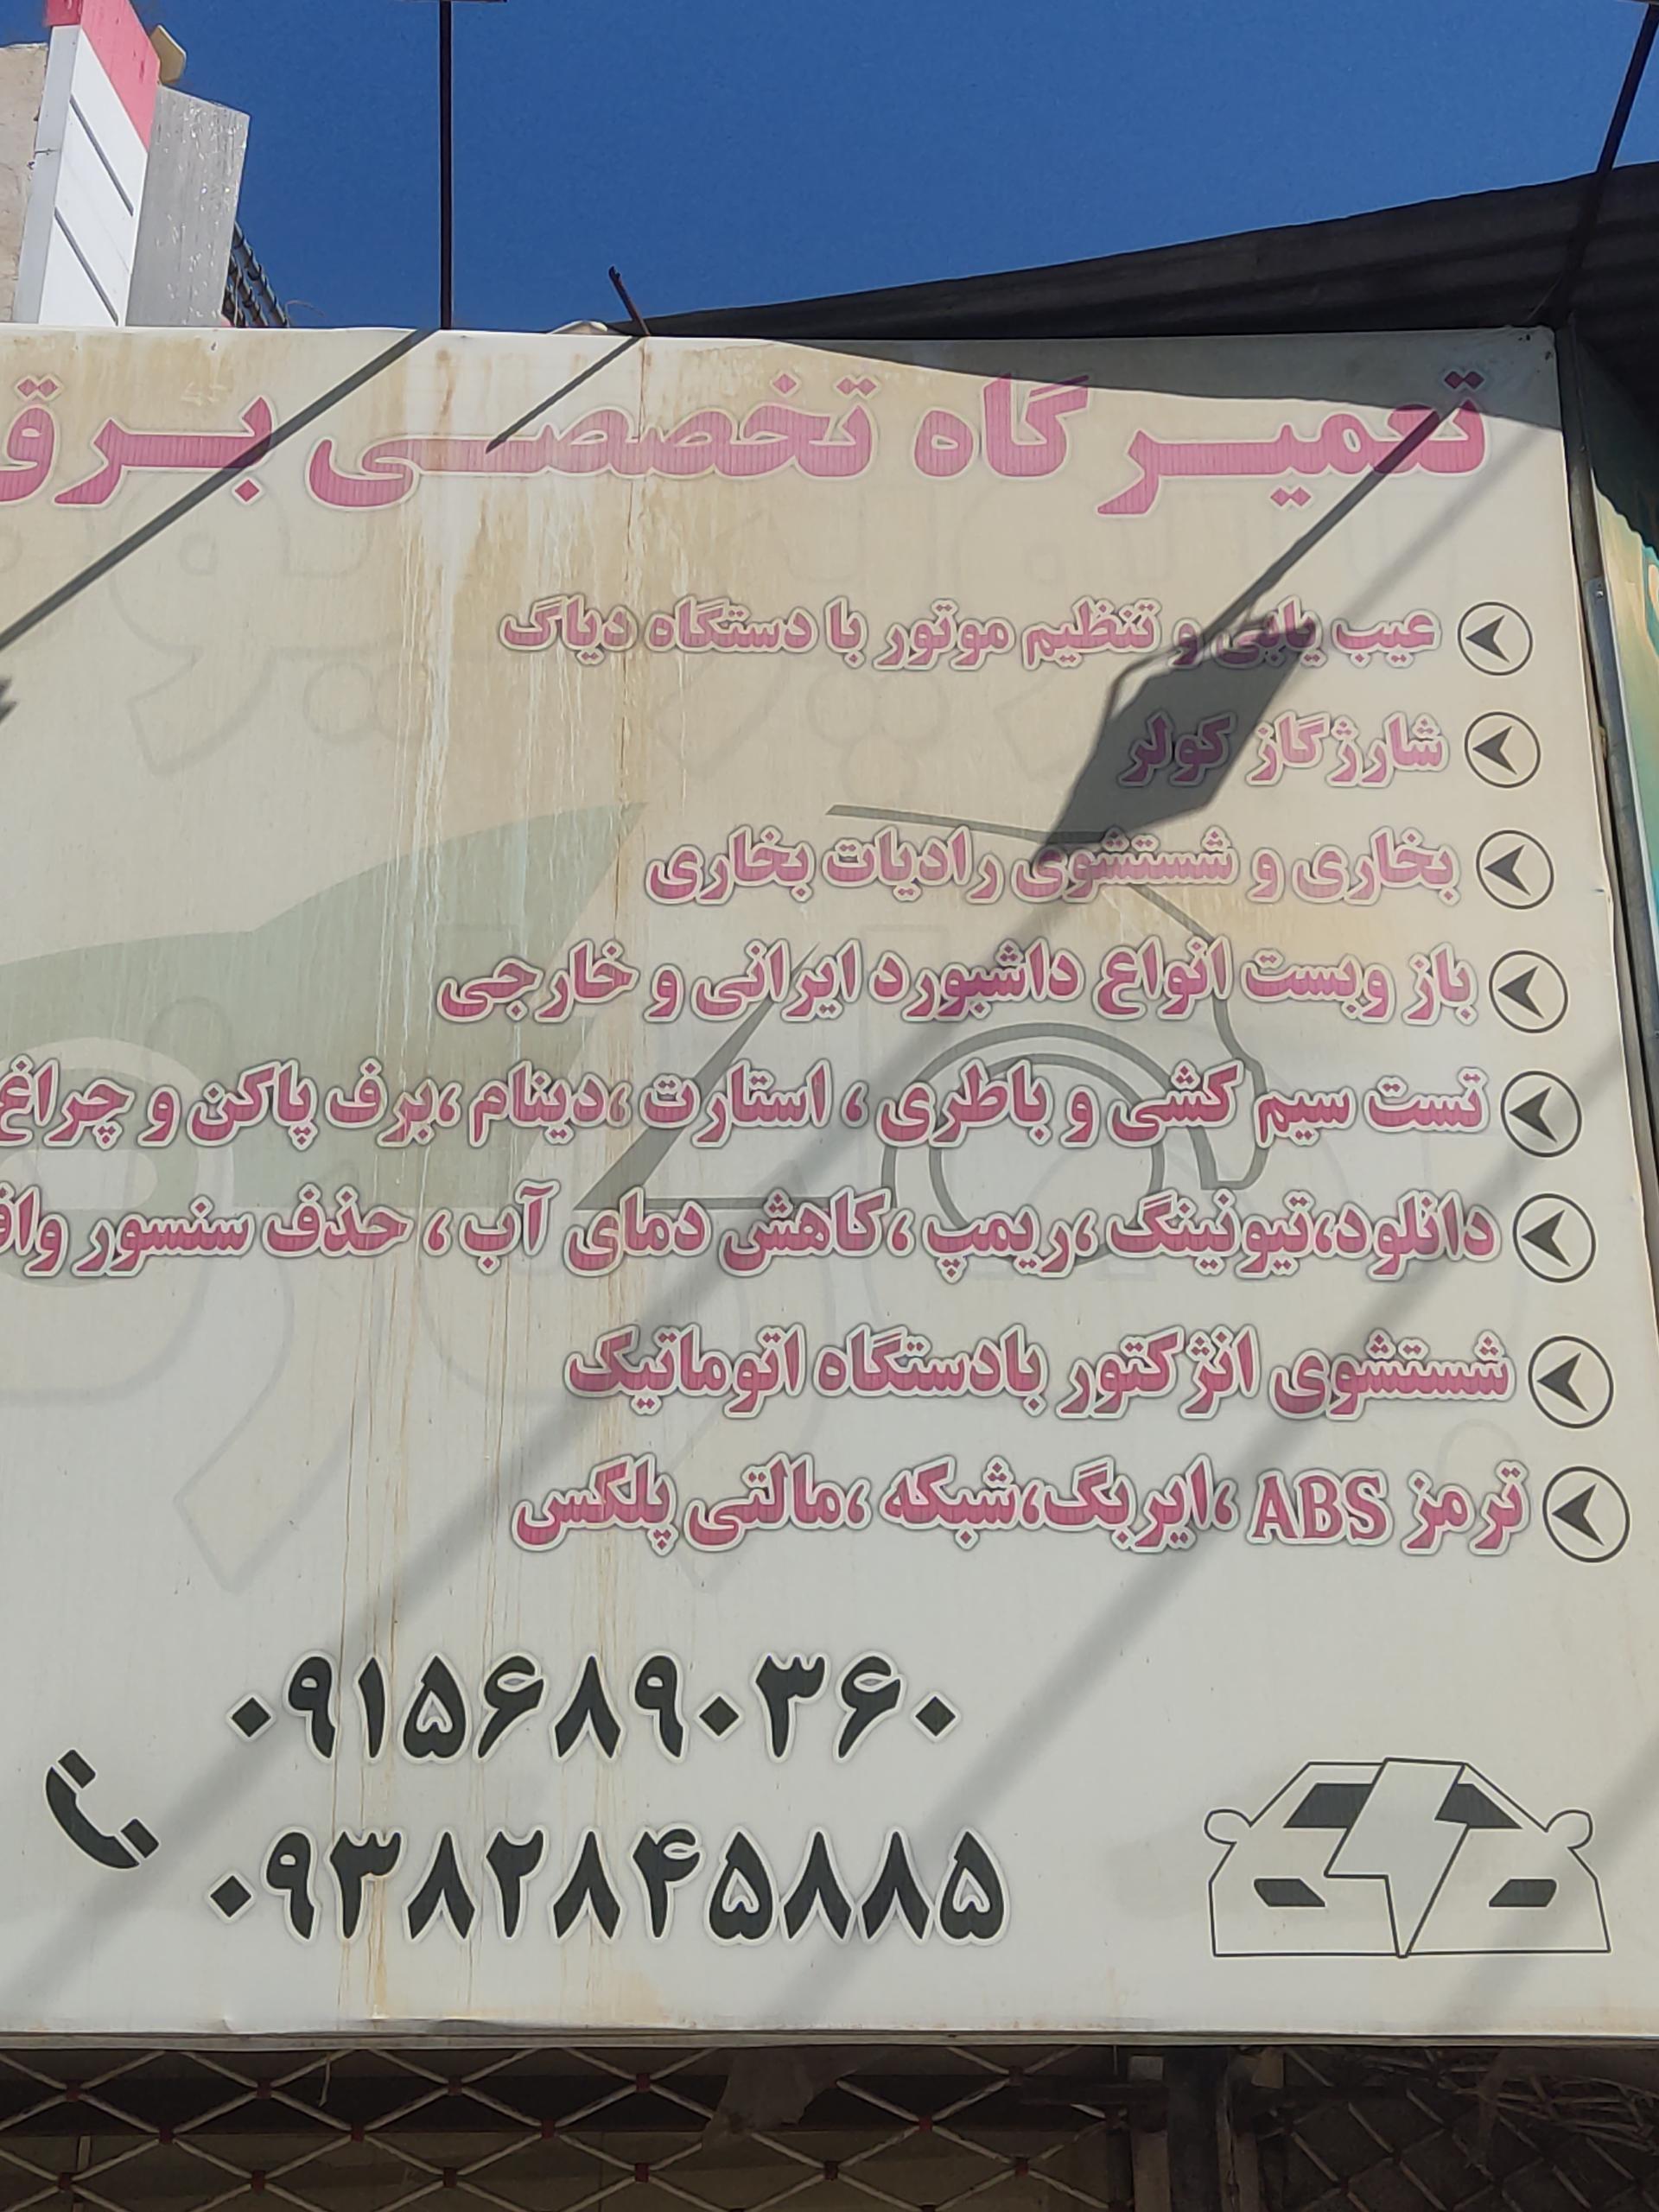 تعمیرگاه تخصصی برق
عیب یابی و تنظیم موتور با دستگاه دیاگ
شارژگاز کولر
بخاری و شستشوی رادیات بخاری
باز وبست انواع داشبورد ایرانی و خارجی
تست سیم کشی و باطری ، استارت ،دینام ،برف پاکن و چراغ
دانلود،تیونینگ ،ریمپ ،کاهش دمای آب ، حذف سنسور
شستشوی انژکتور بادستگاه اتوماتیک
ترمز ABS ،ایربگ،شبکه ،مالتی پلکس
۰۹۱۵۶۸۹۰۳۶۰
۰۹۳۸۲۸۴۵۸۸۵